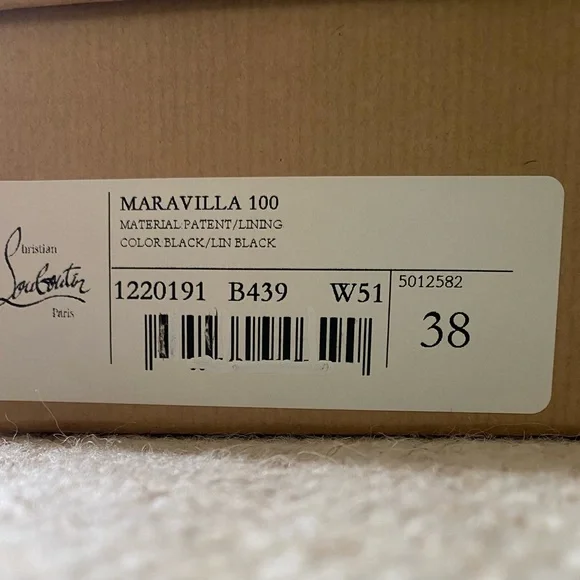 Christian
Louboutin
Paris
MARAVILLA 100
MATERIAL PATENT/LINING
COLOR BLACK/LIN BLACK
1220191 B439 W51
5012582
38